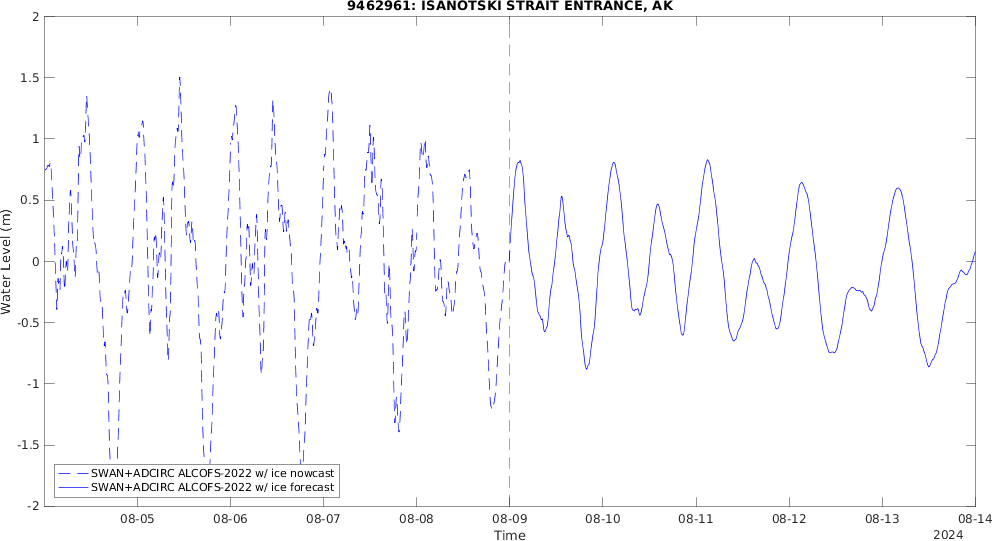 9462961: ISANOTSKI STRAIT ENTRANCE, AK
2
1.5
1
0.5
0
-0.5
-1
-1.5
-2
Water Level (m)
SWAN+ADCIRC ALCOFS-2022 w/ ice nowcast
SWAN+ADCIRC ALCOFS-2022 w/ ice forecast
08-05 08-06 08-07 08-08 08-09 08-10 08-11 08-12 08-13 08-14
Time
2024